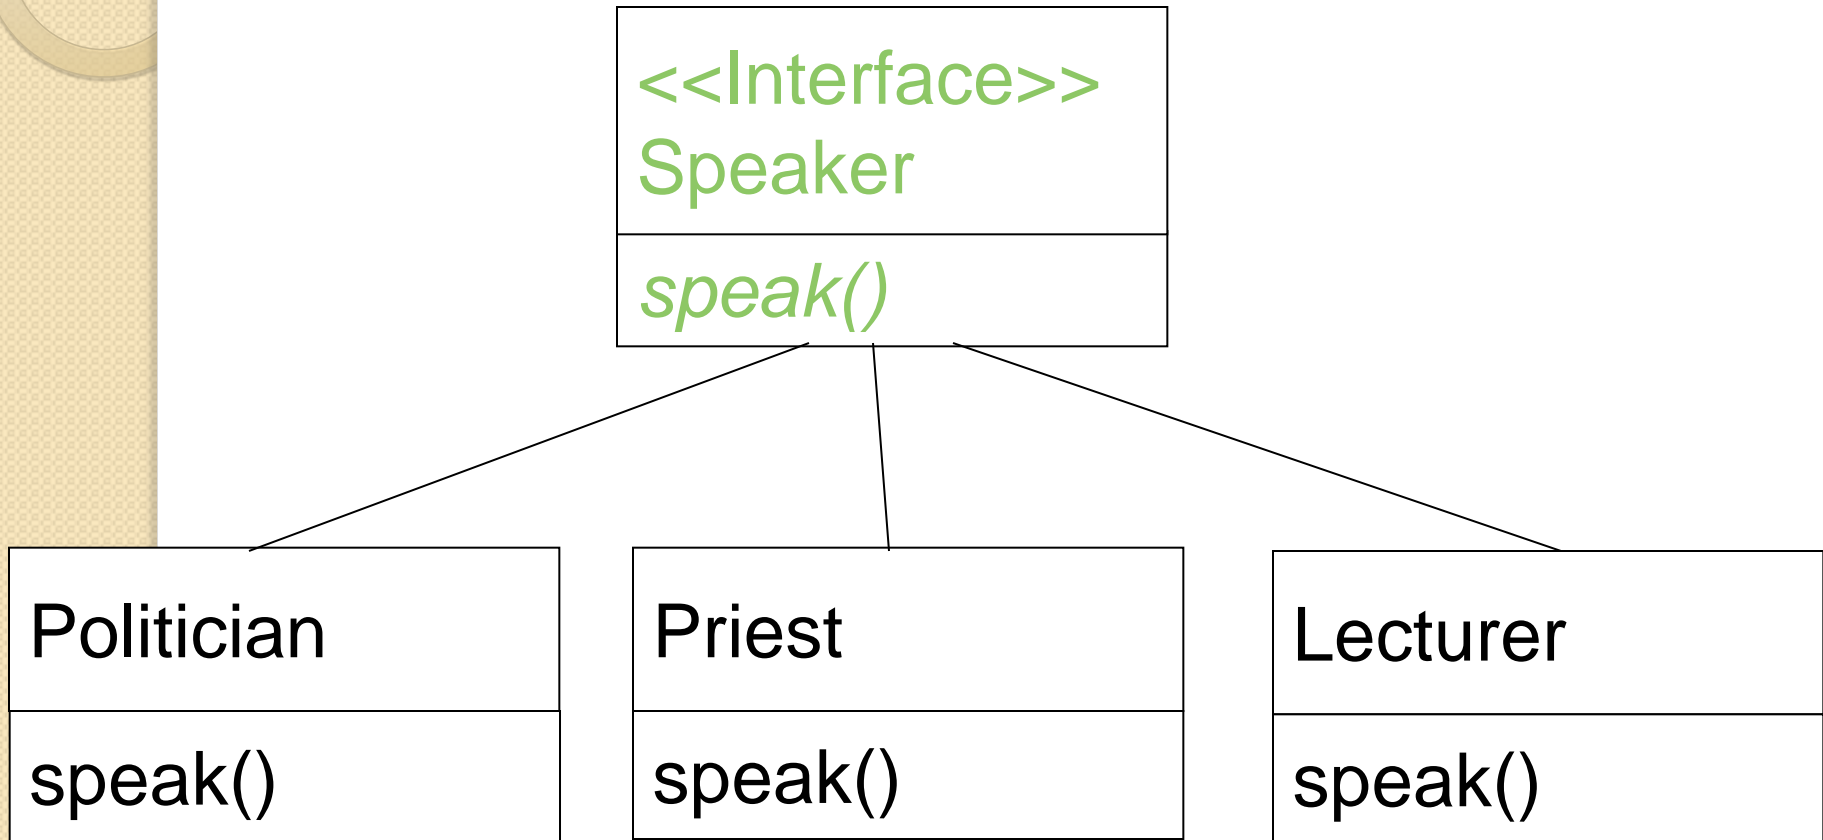 <<Interface>>
Speaker
speak()
Politician
speak()
Priest
speak()
Lecturer
speak()